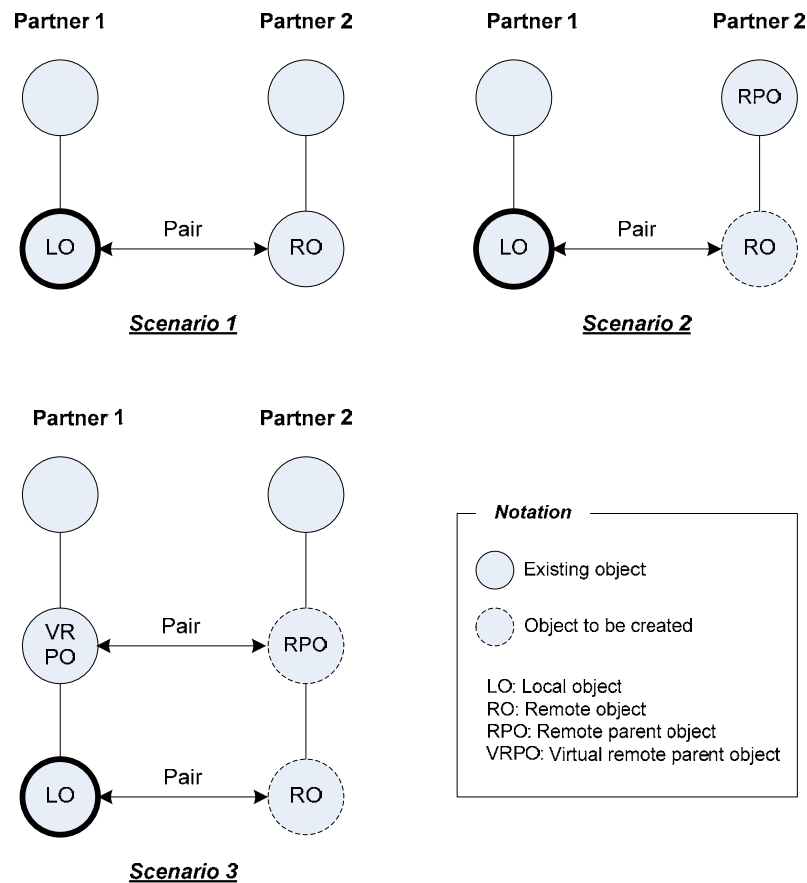 Partner 1
Partner 2
Partner 1
Partner 2
RPO
LO
Pair
RO
LO
Pair
RO
Scenario 1
Scenario 2
Partner 1
Partner 2
VR
PO
Pair
RPO
LO
Pair
RO
Scenario 3
Notation
Existing object
Object to be created
LO: Local object
RO: Remote object
RPO: Remote parent object
VRPO: Virtual remote parent object